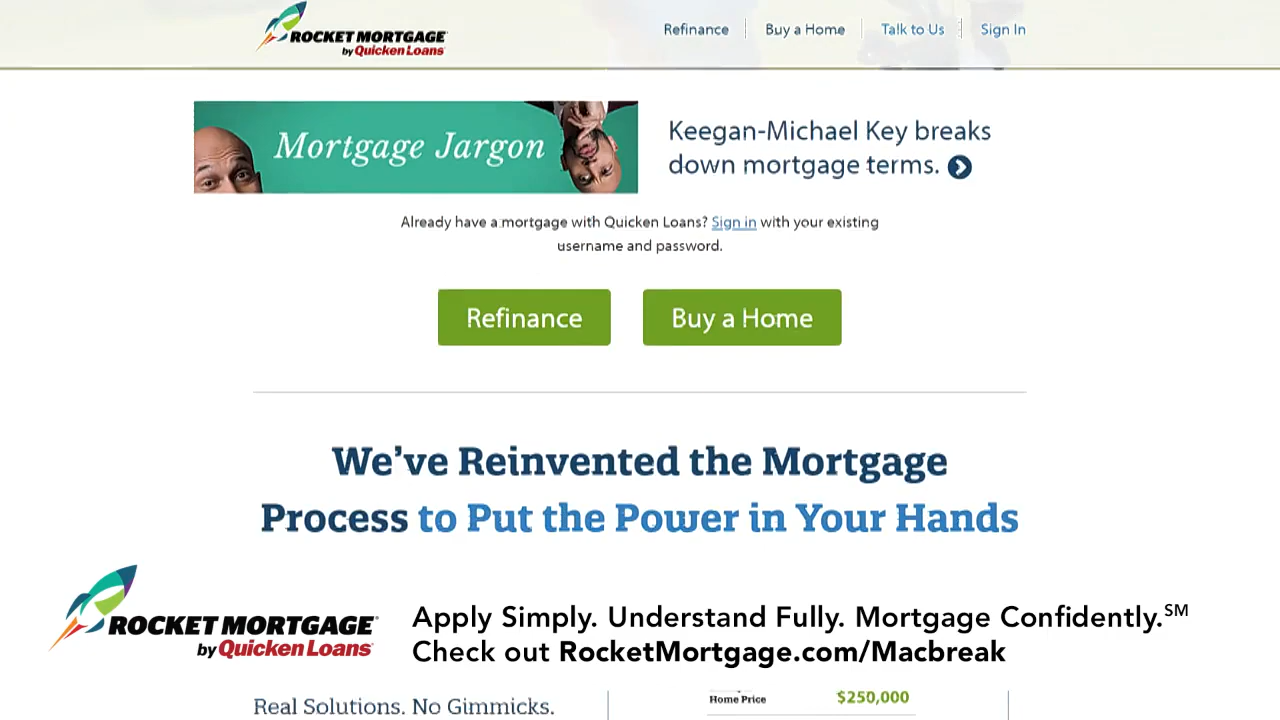 ROCKET MORTGAGE
by Quicken Loans
Refinance
Buy a Home
Talk to Us
Sign In
Mortgage Jargon
Keegan-Michael Key breaks
down mortgage terms.
Already have a mortgage with Quicken Loans? Sign in with your existing
username and password.
Refinance
Buy a Home
We've Reinvented the Mortgage
Process to Put the Power in Your Hands
ROCKET MORTGAGE
by Quicken Loans
Apply Simply. Understand Fully. Mortgage Confidently.SM
Check out RocketMortgage.com/Macbreak
Real Solutions. No Gimmicks.
Home Price $250,000